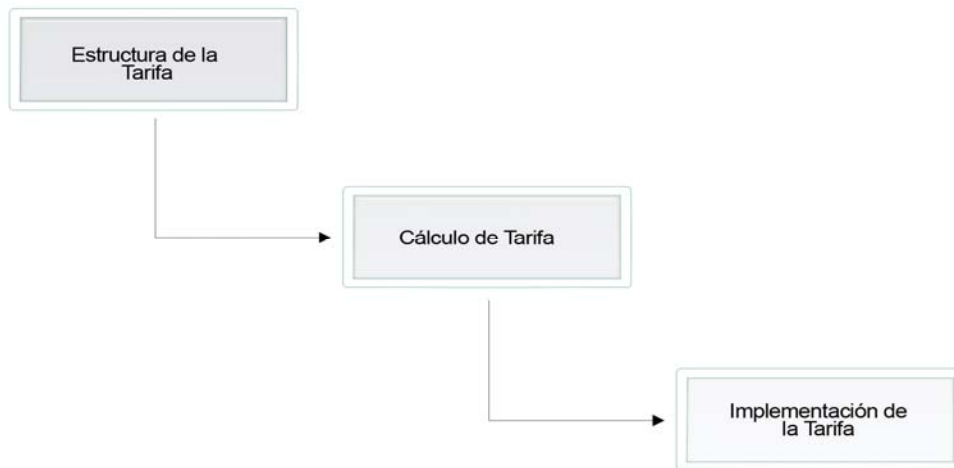 Estructura de la
Tarifa
Cálculo de Tarifa
Implementación de
la Tarifa